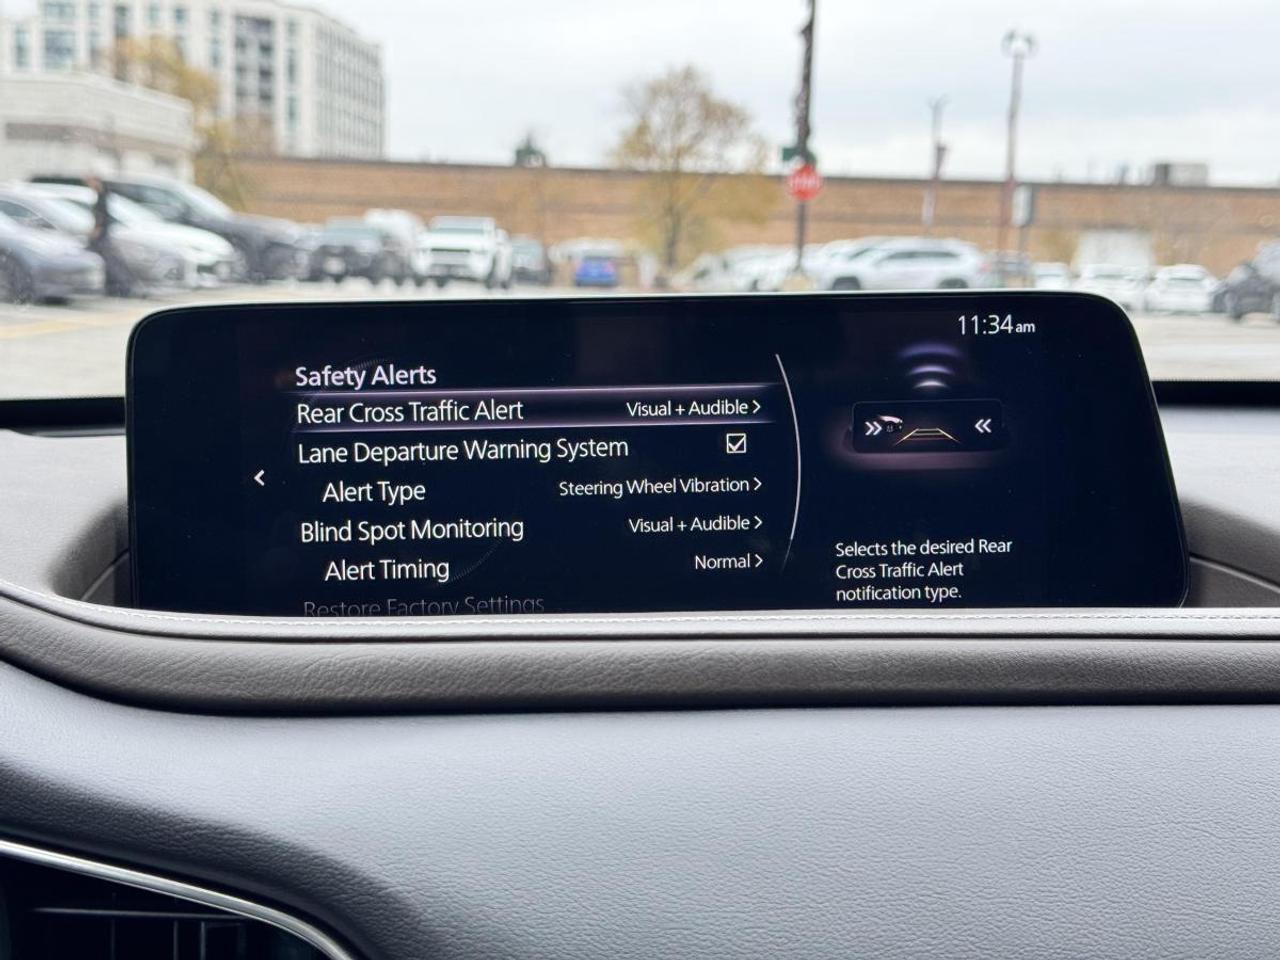 11:34 am
Safety Alerts
Rear Cross Traffic Alert Visual + Audible
Lane Departure Warning System
Alert Type Steering Wheel Vibration
Blind Spot Monitoring Visual + Audible
Alert Timing Normal
Restore Factory Settings
Selects the desired Rear
Cross Traffic Alert
notification type.